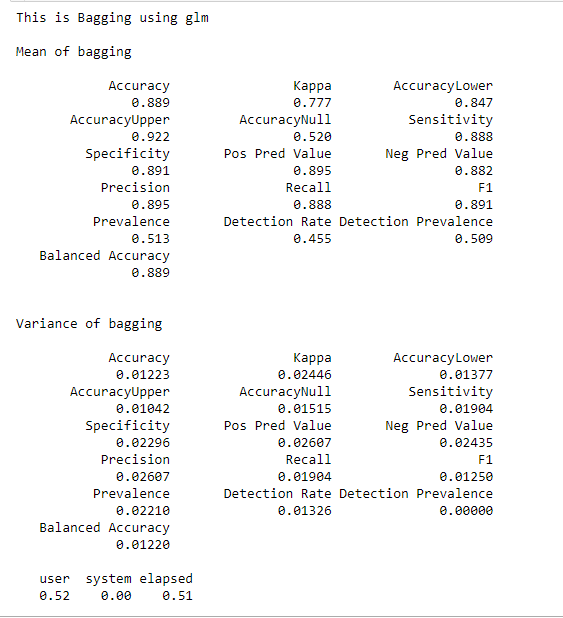 This is Bagging using glm
Mean of bagging
Accuracy Kappa AccuracyLower
0.889 0.777 0.847
AccuracyUpper AccuracyNull Sensitivity
0.922 0.520 0.888
Specificity Pos Pred Value Neg Pred Value
0.891 0.895 0.882
Precision Recall F1
0.895 0.888 0.891
Prevalence Detection Rate Detection Prevalence
0.513 0.455 0.509
Balanced Accuracy
0.889
Variance of bagging
Accuracy Kappa AccuracyLower
0.01223 0.02446 0.01377
AccuracyUpper AccuracyNull Sensitivity
0.01042 0.01515 0.01904
Specificity Pos Pred Value Neg Pred Value
0.02296 0.02607 0.02435
Precision Recall F1
0.02607 0.01904 0.01250
Prevalence Detection Rate Detection Prevalence
0.02210 0.01326 0.00000
Balanced Accuracy
0.01220
user system elapsed
0.52 0.00 0.51